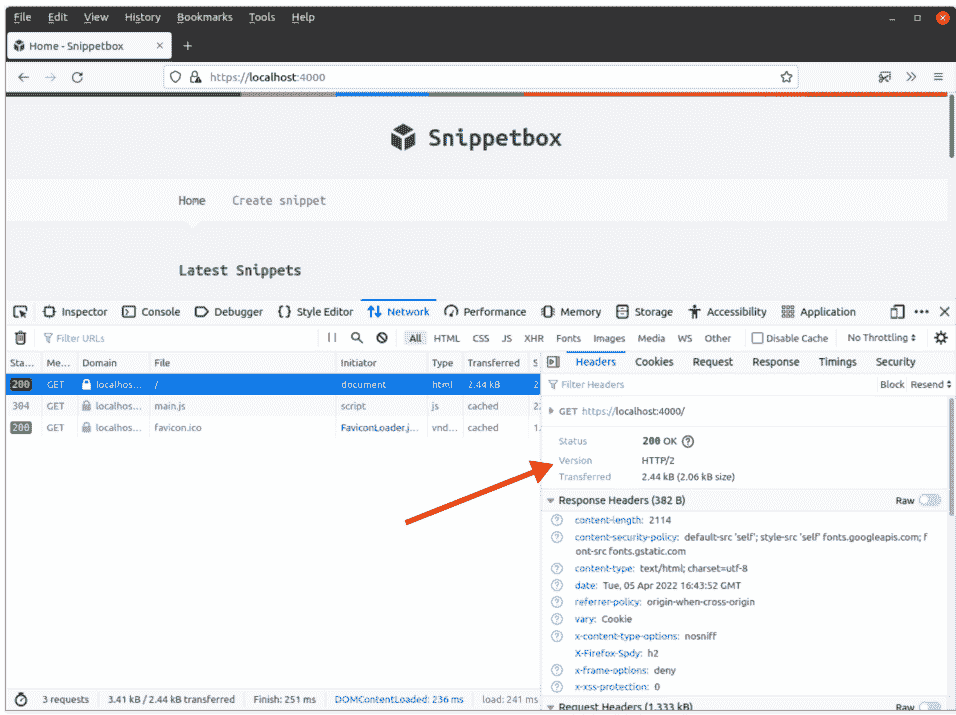 File Edit View History Bookmarks Tools Help
Home - Snippetbox
https://localhost:4000
Snippetbox
Home Create snippet
Latest Snippets
Inspector Console Debugger Style Editor Network Performance Memory Storage Accessibility Application
Filter URLs All HTML CSS JS XHR Fonts Images Media WS Other Disable Cache No Throttling
Sta... Me... Domain File Initiator Type Transferred S
200 GET localhos... / document html 2.44 kB 2
304 GET localhos... main.js script js cached
200 GET localhos... favicon.ico FaviconLoader.j... vnd... cached 1.
Headers Cookies Request Response Timings Security
Filter Headers Block Resend
GET https://localhost:4000/
Status 200 OK
Version HTTP/2
Transferred 2.44 kB (2.06 kB size)
Response Headers (382 B) Raw
content-length: 2114
content-security-policy: default-src 'self'; style-src 'self' fonts.googleapis.com; f
ont-src fonts.gstatic.com
content-type: text/html; charset=utf-8
date: Tue, 05 Apr 2022 16:43:52 GMT
referrer-policy: origin-when-cross-origin
vary: Cookie
x-content-type-options: nosniff
X-Firefox-Spdy: h2
x-frame-options: deny
x-xss-protection: 0
Request Headers (1.333 kB) Raw
3 requests 3.41 kB / 2.44 kB transferred Finish: 251 ms DOMContentLoaded: 236 ms load: 241 ms